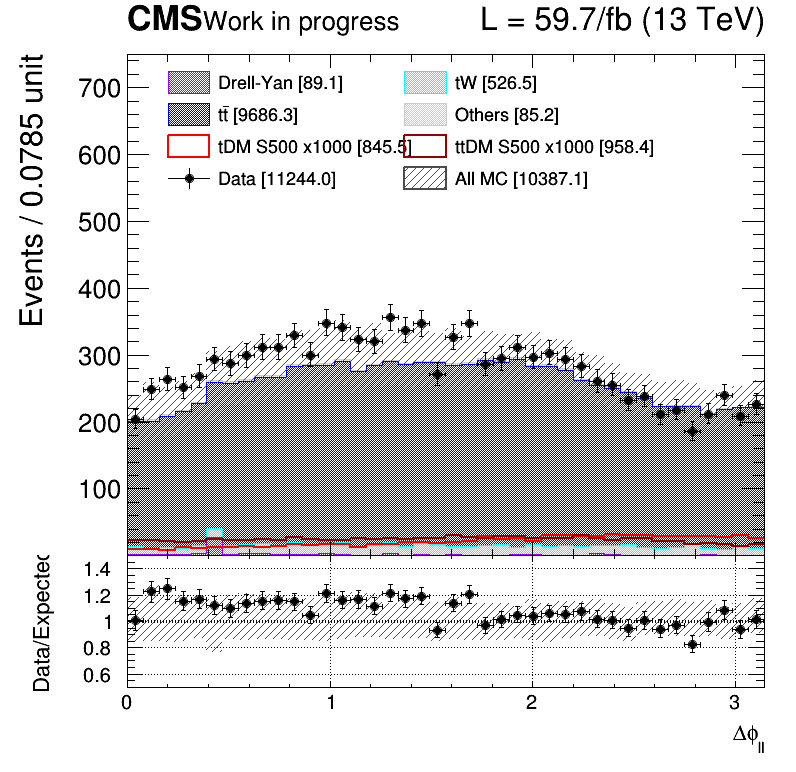 CMS Work in progress L = 59.7/fb (13 TeV)
Events / 0.0785 unit
700
600
500
400
300
200
100
Drell-Yan [89.1] tW [526.5]
tt̄ [9686.3] Others [85.2]
tDM S500 x1000 [845.5] ttDM S500 x1000 [958.4]
Data [11244.0] All MC [10387.1]
Data/Expected
1.4
1.2
1
0.8
0.6
0 1 2 3
Δϕll